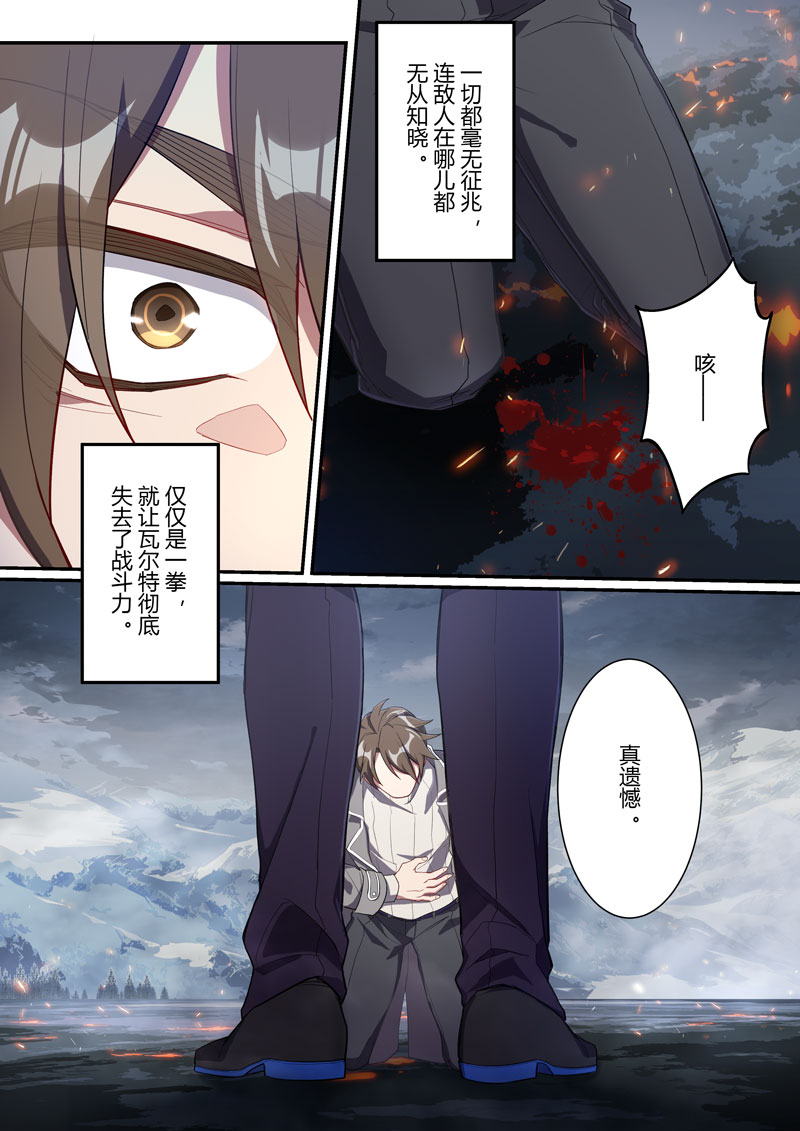 一切都毫无征兆，
连敌人在哪儿都
无从知晓。
咳——
仅仅是一拳，
就让瓦尔特彻底
失去了战斗力。
真遗憾。